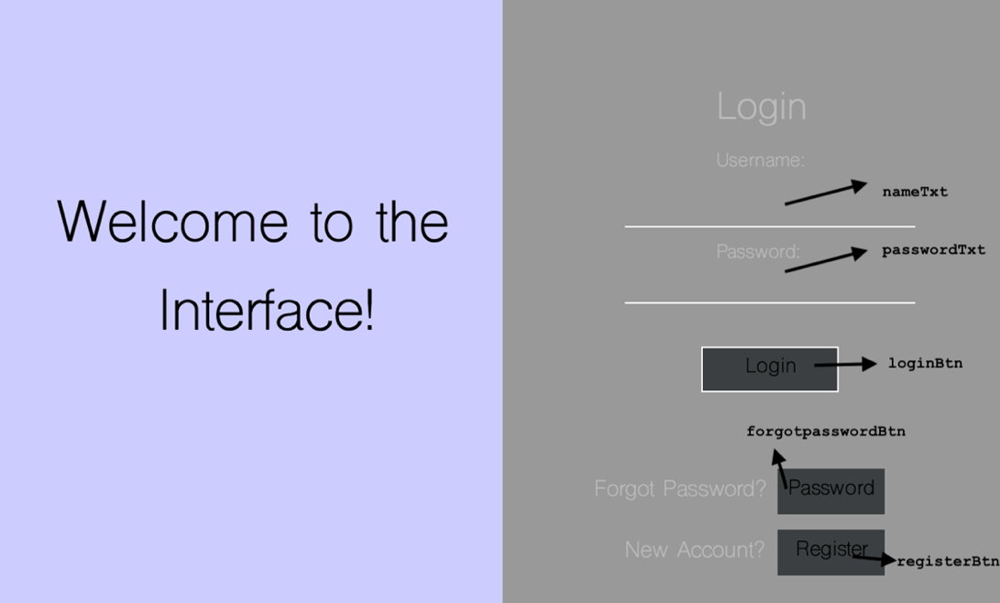 Welcome to the
Interface!
Login
Username:
nameTxt
Password:
passwordTxt
Login
loginBtn
forgotpasswordBtn
Forgot Password?
Password
New Account?
Register
registerBtn